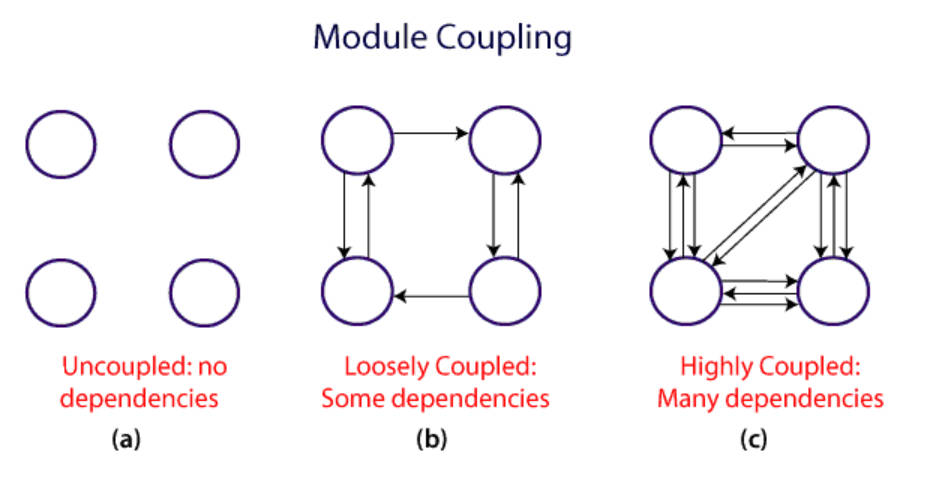 Module Coupling
Uncoupled: no
dependencies
(a)
Loosely Coupled:
Some dependencies
(b)
Highly Coupled:
Many dependencies
(c)